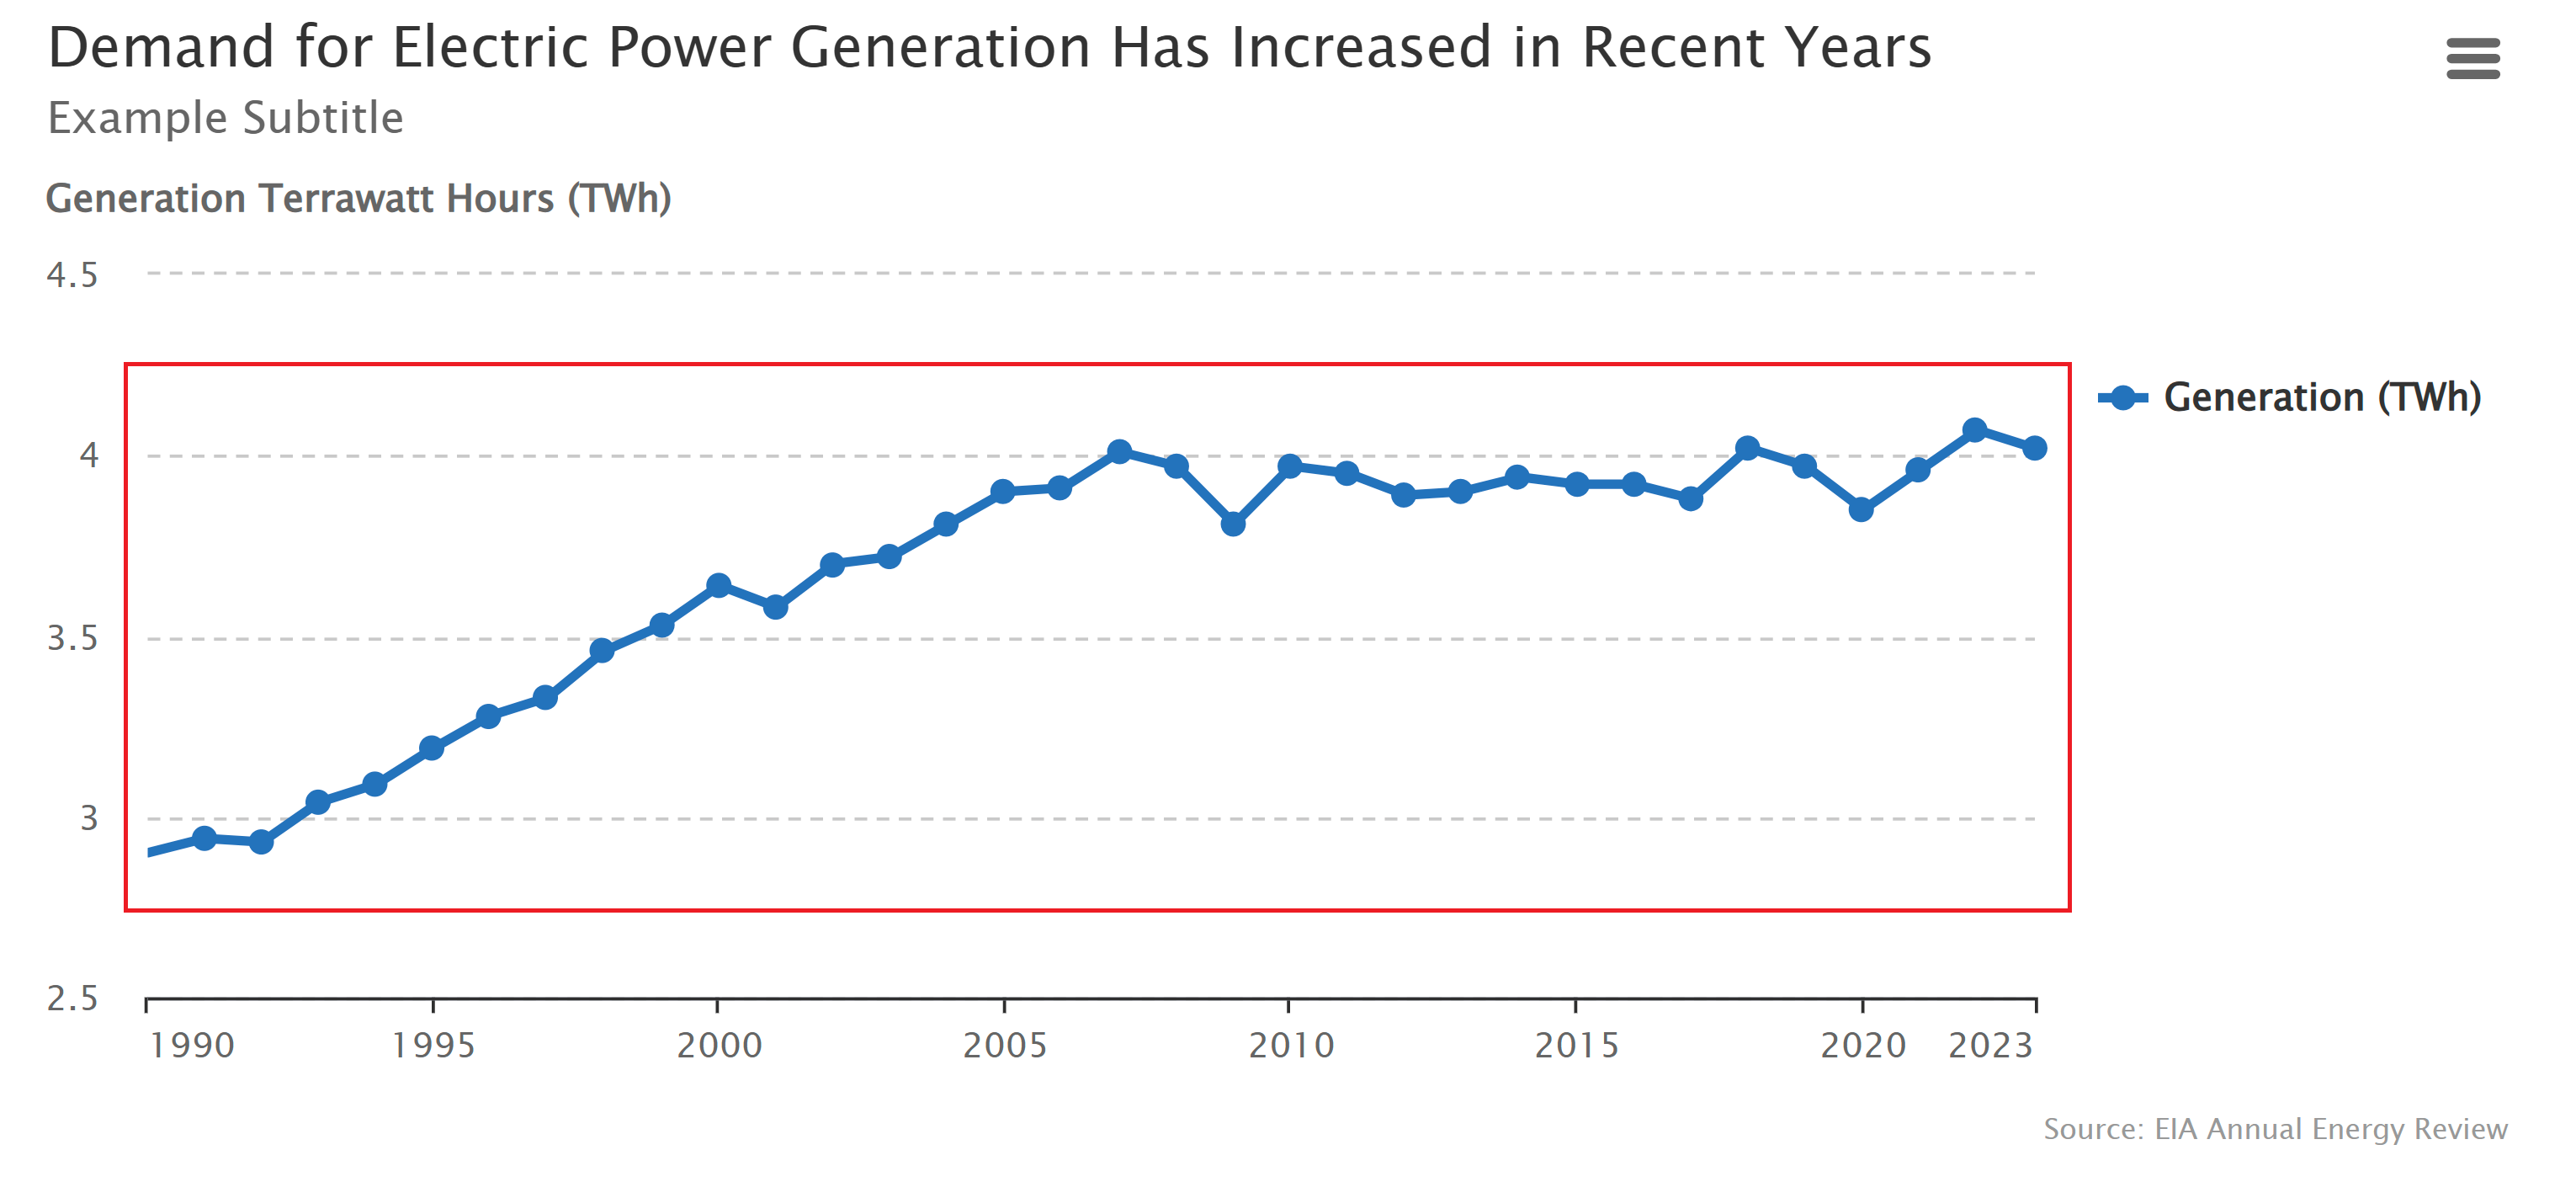 Demand for Electric Power Generation Has Increased in Recent Years
Example Subtitle
Generation Terrawatt Hours (TWh)
4.5
4
3.5
3
2.5
Generation (TWh)
1990 1995 2000 2005 2010 2015 2020 2023
Source: EIA Annual Energy Review